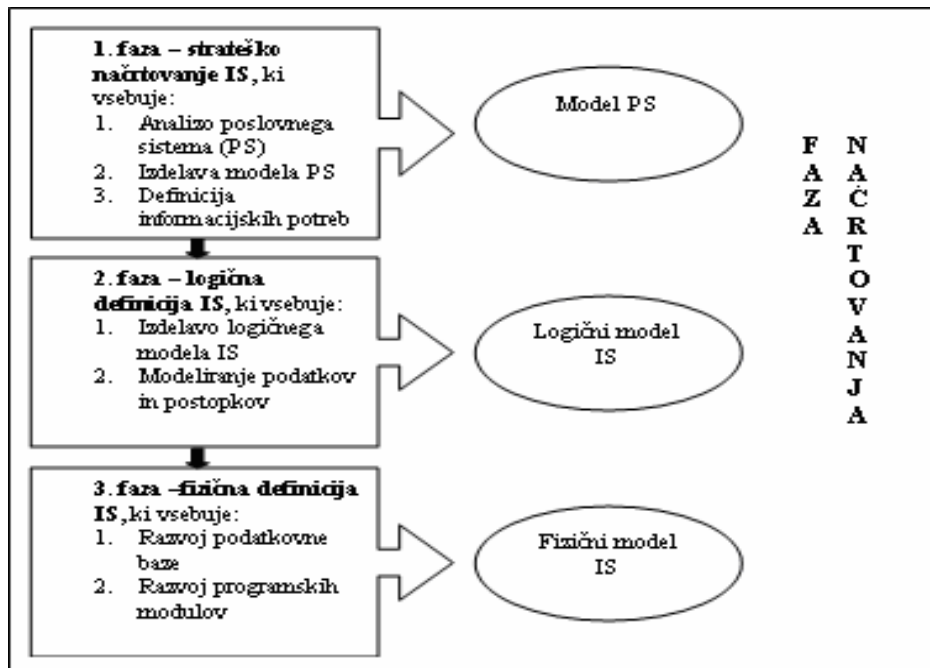 1. faza – strateško
načrtovanje IS, ki
vsebuje:
1. Analizo poslovnega
sistema (PS)
2. Izdelava modela PS
3. Definicija
informacijskih potreb
Model PS
2. faza – logična
definicija IS, ki vsebuje:
1. Izdelavo logičnega
modela IS
2. Modeliranje podatkov
in postopkov
Logični model
IS
3. faza –fizična definicija
IS, ki vsebuje:
1. Razvoj podatkovne
baze
2. Razvoj programskih
modulov
Fizični model
IS
FAZA
NAČRTOVANJA